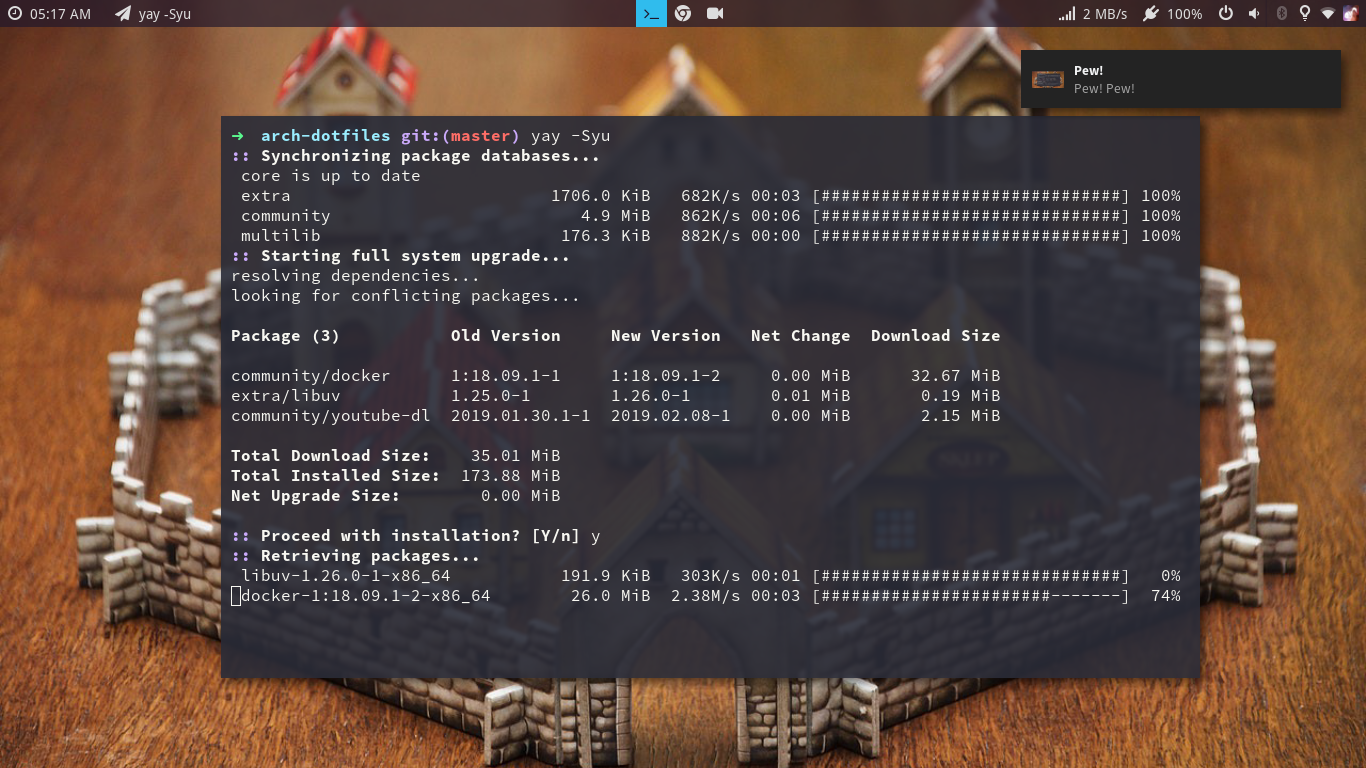 05:17 AM yay -Syu >_ 2 MB/s 100%
Pew!
Pew! Pew!
➜ arch-dotfiles git:(master) yay -Syu
:: Synchronizing package databases...
core is up to date
extra 1706.0 KiB 682K/s 00:03 [##############################] 100%
community 4.9 MiB 862K/s 00:06 [##############################] 100%
multilib 176.3 KiB 882K/s 00:00 [##############################] 100%
:: Starting full system upgrade...
resolving dependencies...
looking for conflicting packages...
Package (3) Old Version New Version Net Change Download Size
community/docker 1:18.09.1-1 1:18.09.1-2 0.00 MiB 32.67 MiB
extra/libuv 1.25.0-1 1.26.0-1 0.01 MiB 0.19 MiB
community/youtube-dl 2019.01.30.1-1 2019.02.08-1 0.00 MiB 2.15 MiB
Total Download Size: 35.01 MiB
Total Installed Size: 173.88 MiB
Net Upgrade Size: 0.00 MiB
:: Proceed with installation? [Y/n] y
:: Retrieving packages...
libuv-1.26.0-1-x86_64 191.9 KiB 303K/s 00:01 [##############################] 0%
docker-1:18.09.1-2-x86_64 26.0 MiB 2.38M/s 00:03 [#######################-------] 74%